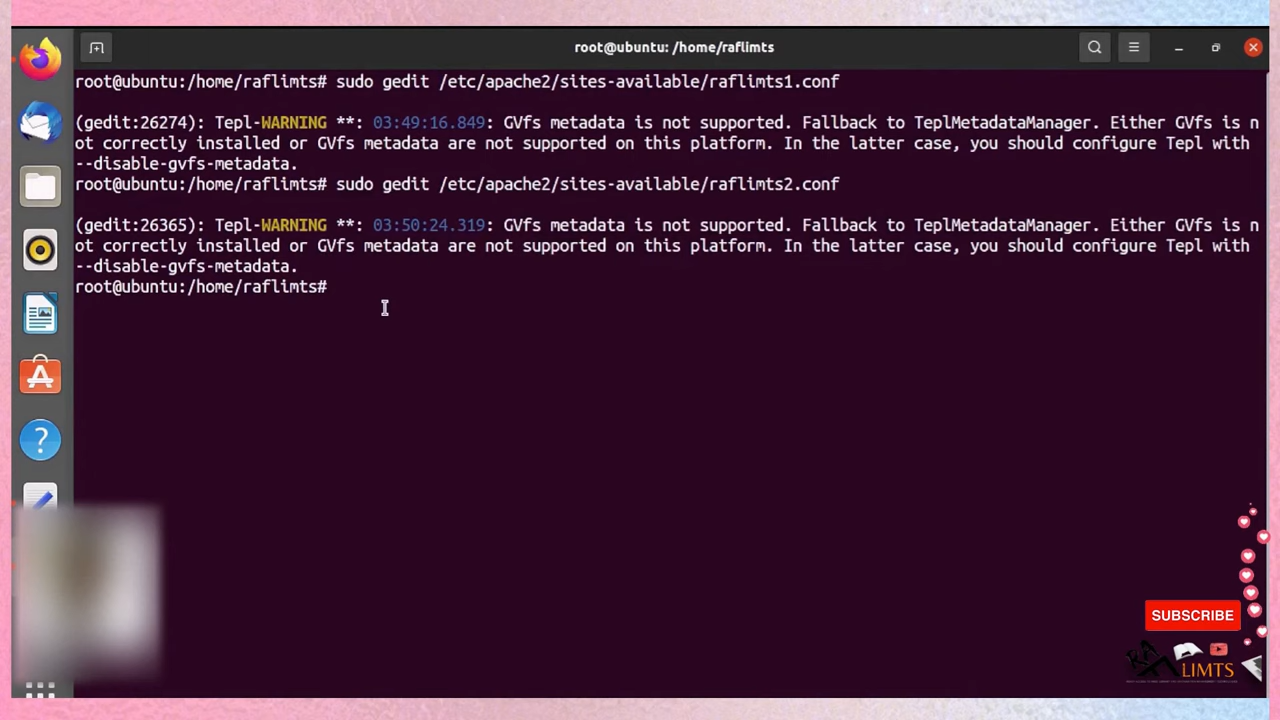 root@ubuntu: /home/raflimts
root@ubuntu:/home/raflimts# sudo gedit /etc/apache2/sites-available/raflimts1.conf
(gedit:26274): Tepl-WARNING **: 03:49:16.849: GVfs metadata is not supported. Fallback to TeplMetadataManager. Either GVfs is n
ot correctly installed or GVfs metadata are not supported on this platform. In the latter case, you should configure Tepl with
--disable-gvfs-metadata.
root@ubuntu:/home/raflimts# sudo gedit /etc/apache2/sites-available/raflimts2.conf
(gedit:26365): Tepl-WARNING **: 03:50:24.319: GVfs metadata is not supported. Fallback to TeplMetadataManager. Either GVfs is n
ot correctly installed or GVfs metadata are not supported on this platform. In the latter case, you should configure Tepl with
--disable-gvfs-metadata.
root@ubuntu:/home/raflimts#
SUBSCRIBE
LIMTS